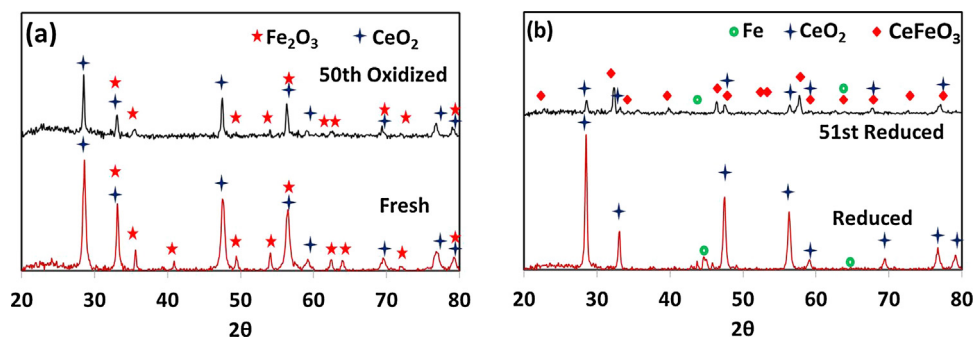 (a)
Fe₂O₃ CeO₂
50th Oxidized
Fresh
20 30 40 50 60 70 80
2θ
(b)
Fe CeO₂ CeFeO₃
51st Reduced
Reduced
20 30 40 50 60 70 80
2θ